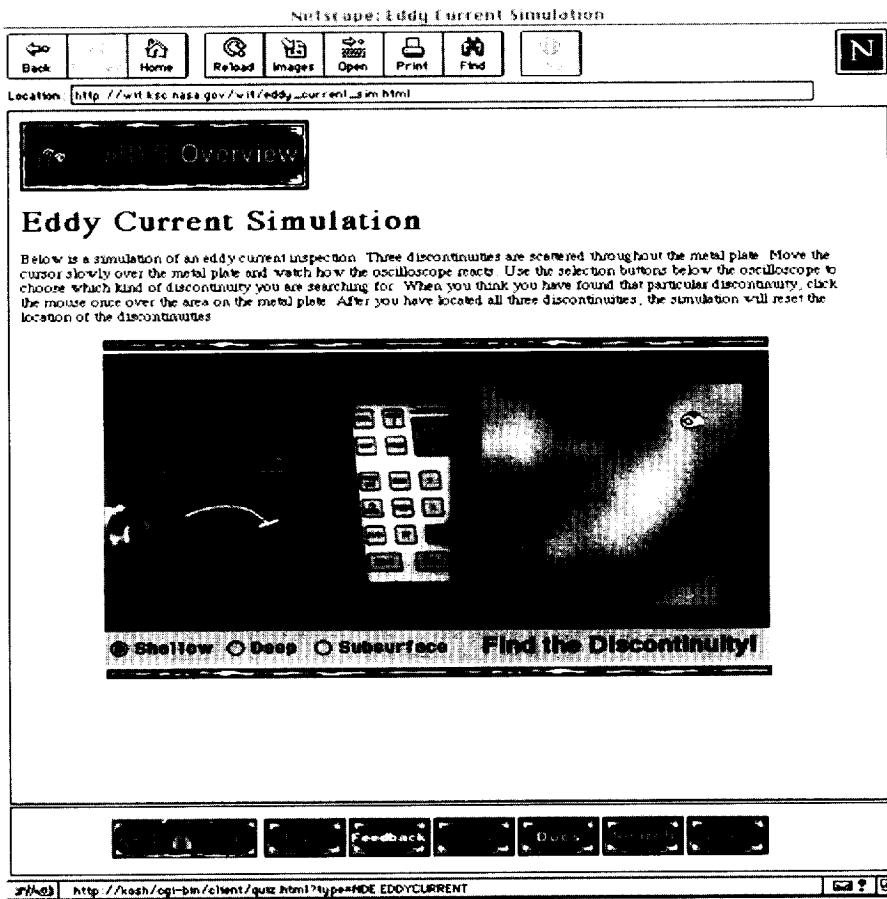 Netscape: Eddy Current Simulation
Back Home Reload Images Open Print Find
N
Location: http://wit.ksc.nasa.gov/wit/eddy_current_sim.html
Overview
Eddy Current Simulation
Below is a simulation of an eddy current inspection. Three discontinuities are scattered throughout the metal plate. Move the
cursor slowly over the metal plate and watch how the oscilloscope reacts. Use the selection buttons below the oscilloscope to
choose which kind of discontinuity you are searching for. When you think you have found that particular discontinuity, click
the mouse once over the area on the metal plate. After you have located all three discontinuities, the simulation will reset the
location of the discontinuities
Shallow Deep Subsurface Find the Discontinuity!
Feedback Docs Search
http://kosh/cgi-bin/client/quiz.html?type=NDE EDDYCURRENT